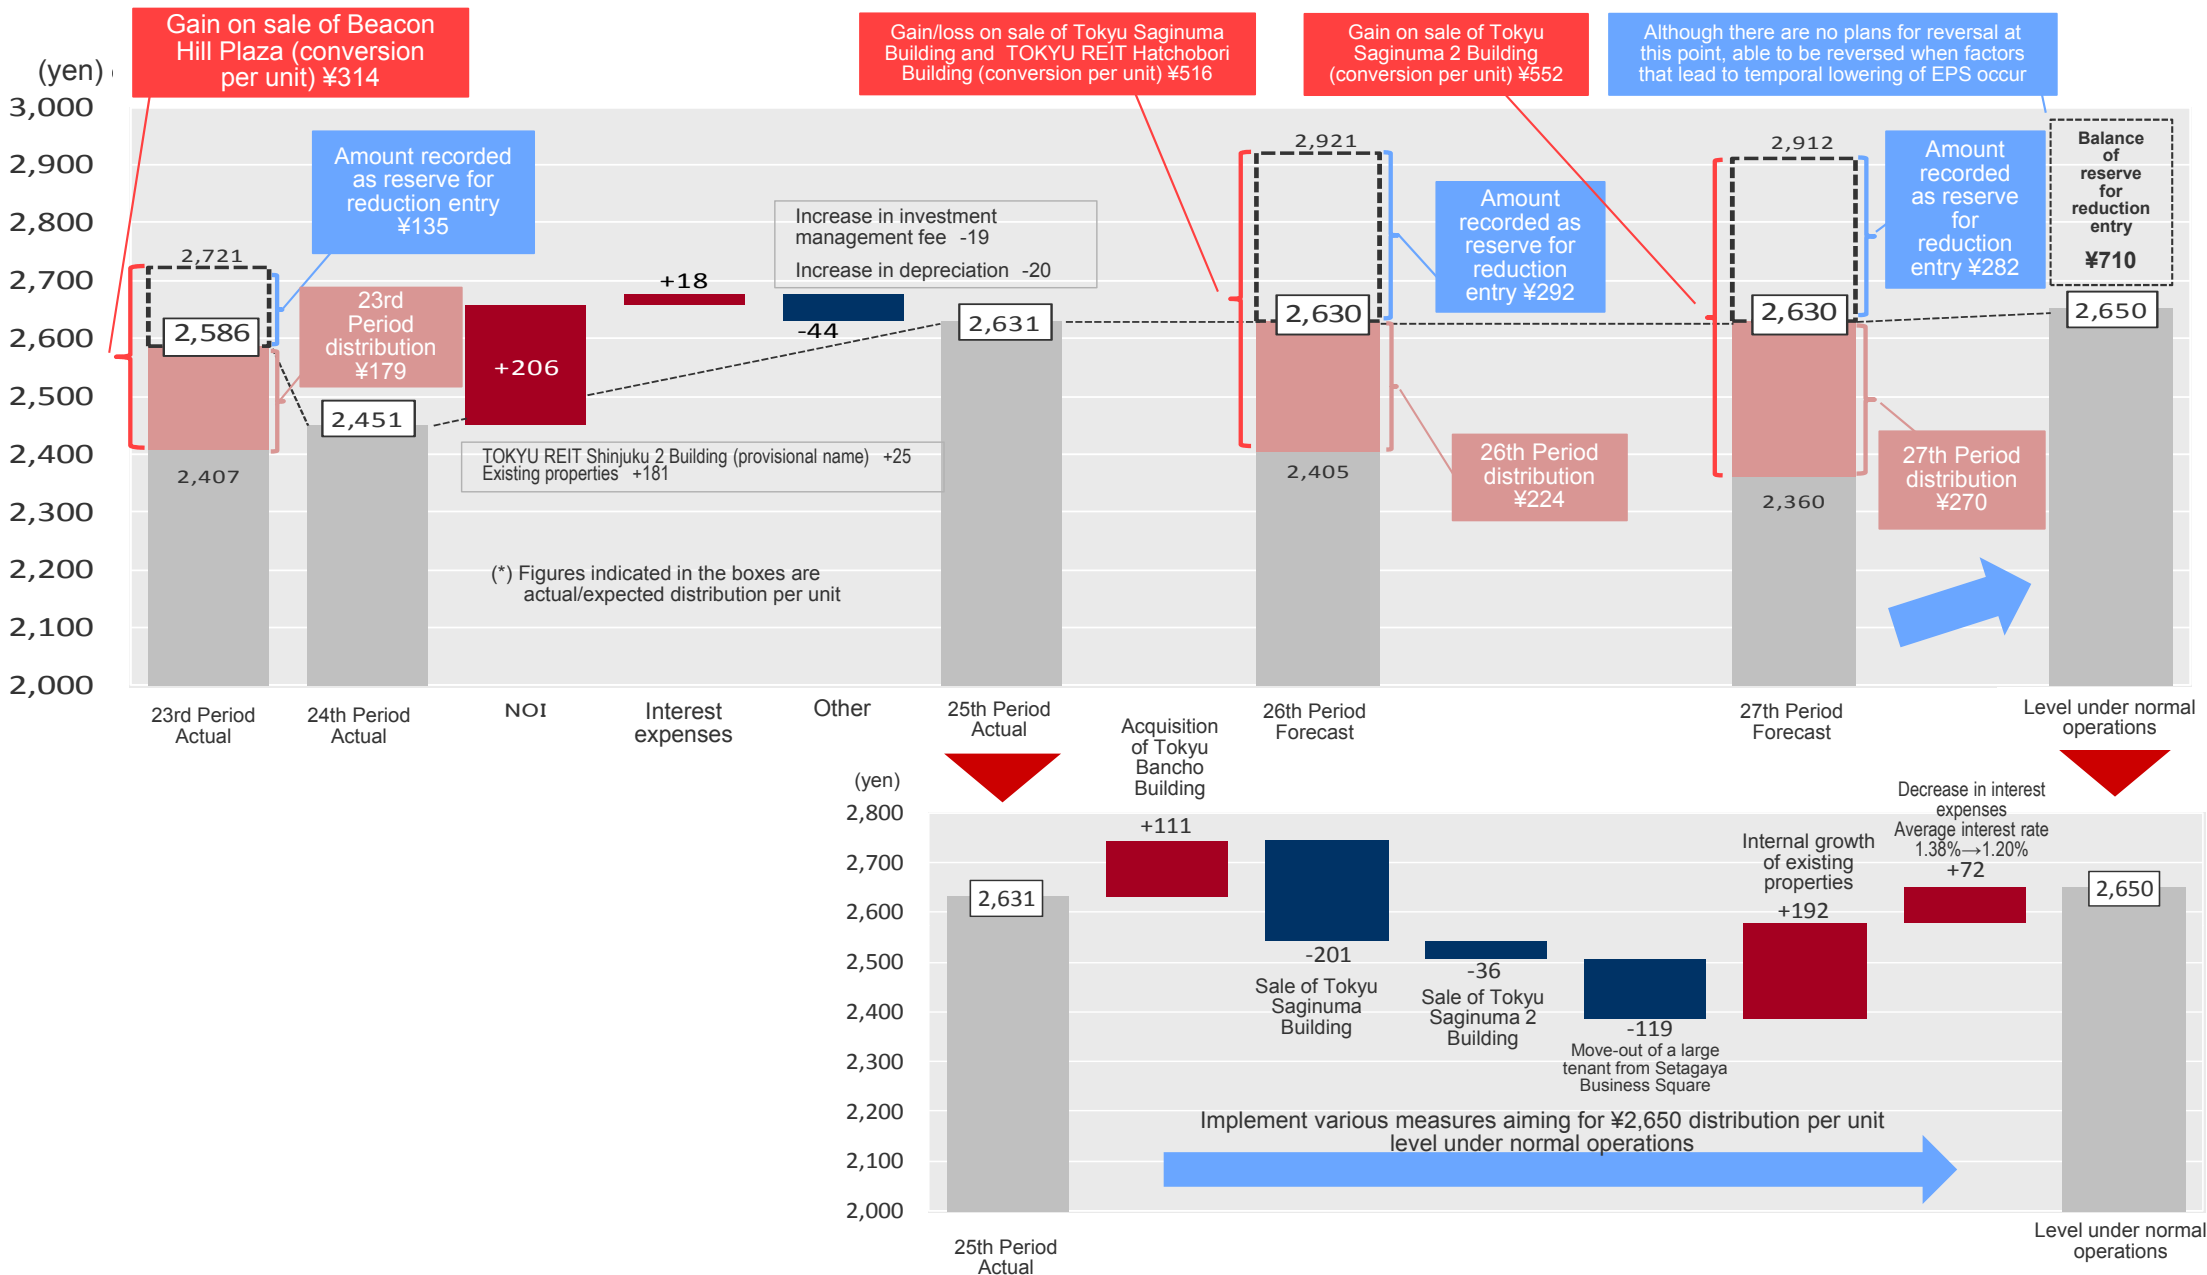 Gain on sale of Beacon
Hill Plaza (conversion
per unit) ¥314
Gain/loss on sale of Tokyu Saginuma
Building and TOKYU REIT Hatchobori
Building (conversion per unit) ¥516
Gain on sale of Tokyu
Saginuma 2 Building
(conversion per unit) ¥552
Although there are no plans for reversal at
this point, able to be reversed when factors
that lead to temporal lowering of EPS occur
(yen)
3,000
2,900
2,800
2,700
2,600
2,500
2,400
2,300
2,200
2,100
2,000
2,721
2,586
2,407
Amount recorded
as reserve for
reduction entry
¥135
23rd
Period
distribution
¥179
2,451
+206
+18
-44
Increase in investment
management fee -19
Increase in depreciation -20
TOKYU REIT Shinjuku 2 Building (provisional name) +25
Existing properties +181
(*) Figures indicated in the boxes are
actual/expected distribution per unit
2,631
2,921
2,630
2,405
Amount
recorded as
reserve for
reduction
entry ¥292
26th Period
distribution
¥224
2,912
2,630
2,360
Amount
recorded
as reserve
for
reduction
entry ¥282
27th Period
distribution
¥270
Balance
of
reserve
for
reduction
entry
¥710
2,650
23rd Period
Actual
24th Period
Actual
NOI
Interest
expenses
Other
25th Period
Actual
26th Period
Forecast
27th Period
Forecast
Level under normal
operations
(yen)
2,800
2,700
2,600
2,500
2,400
2,300
2,200
2,100
2,000
2,631
Acquisition
of Tokyu
Bancho
Building
+111
-201
Sale of Tokyu
Saginuma
Building
-36
Sale of Tokyu
Saginuma 2
Building
-119
Move-out of a large
tenant from Setagaya
Business Square
Internal growth
of existing
properties
+192
Decrease in interest
expenses
Average interest rate
1.38%→1.20%
+72
2,650
Implement various measures aiming for ¥2,650 distribution per unit
level under normal operations
25th Period
Actual
Level under normal
operations